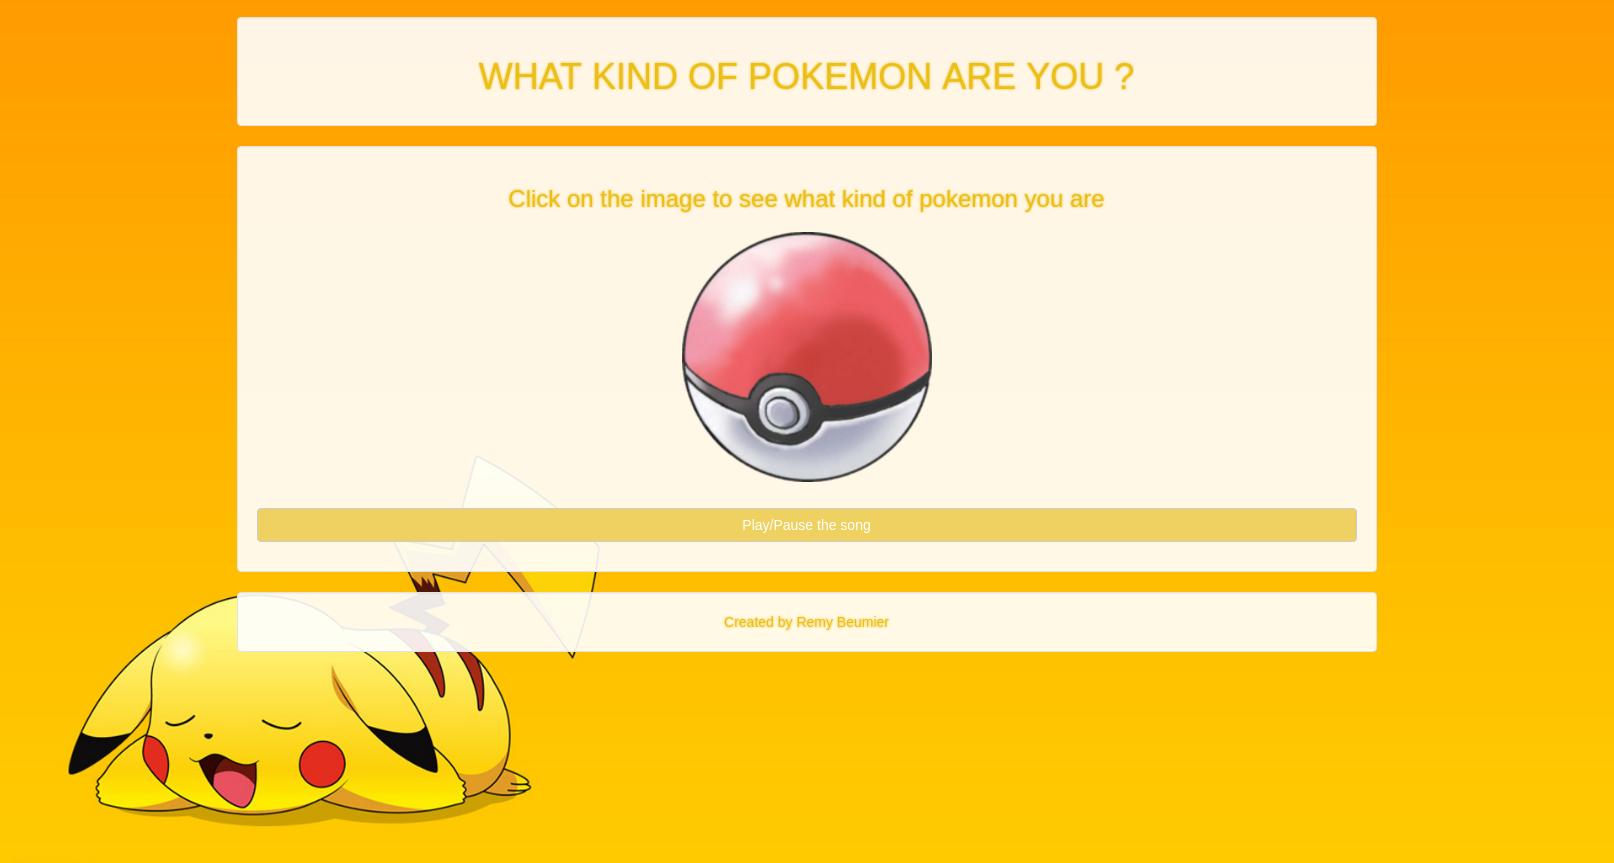 WHAT KIND OF POKEMON ARE YOU ?
Click on the image to see what kind of pokemon you are
Play/Pause the song
Created by Remy Beumier